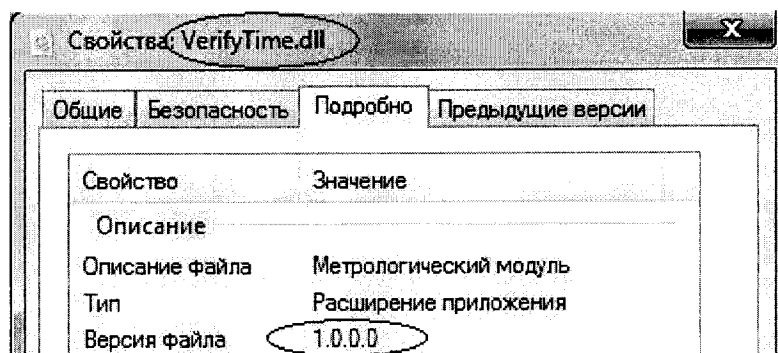 Свойства: VerifyTime.dll
Общие Безопасность Подробно Предыдущие версии
Свойство Значение
Описание
Описание файла Метрологический модуль
Тип Расширение приложения
Версия файла 1.0.0.0